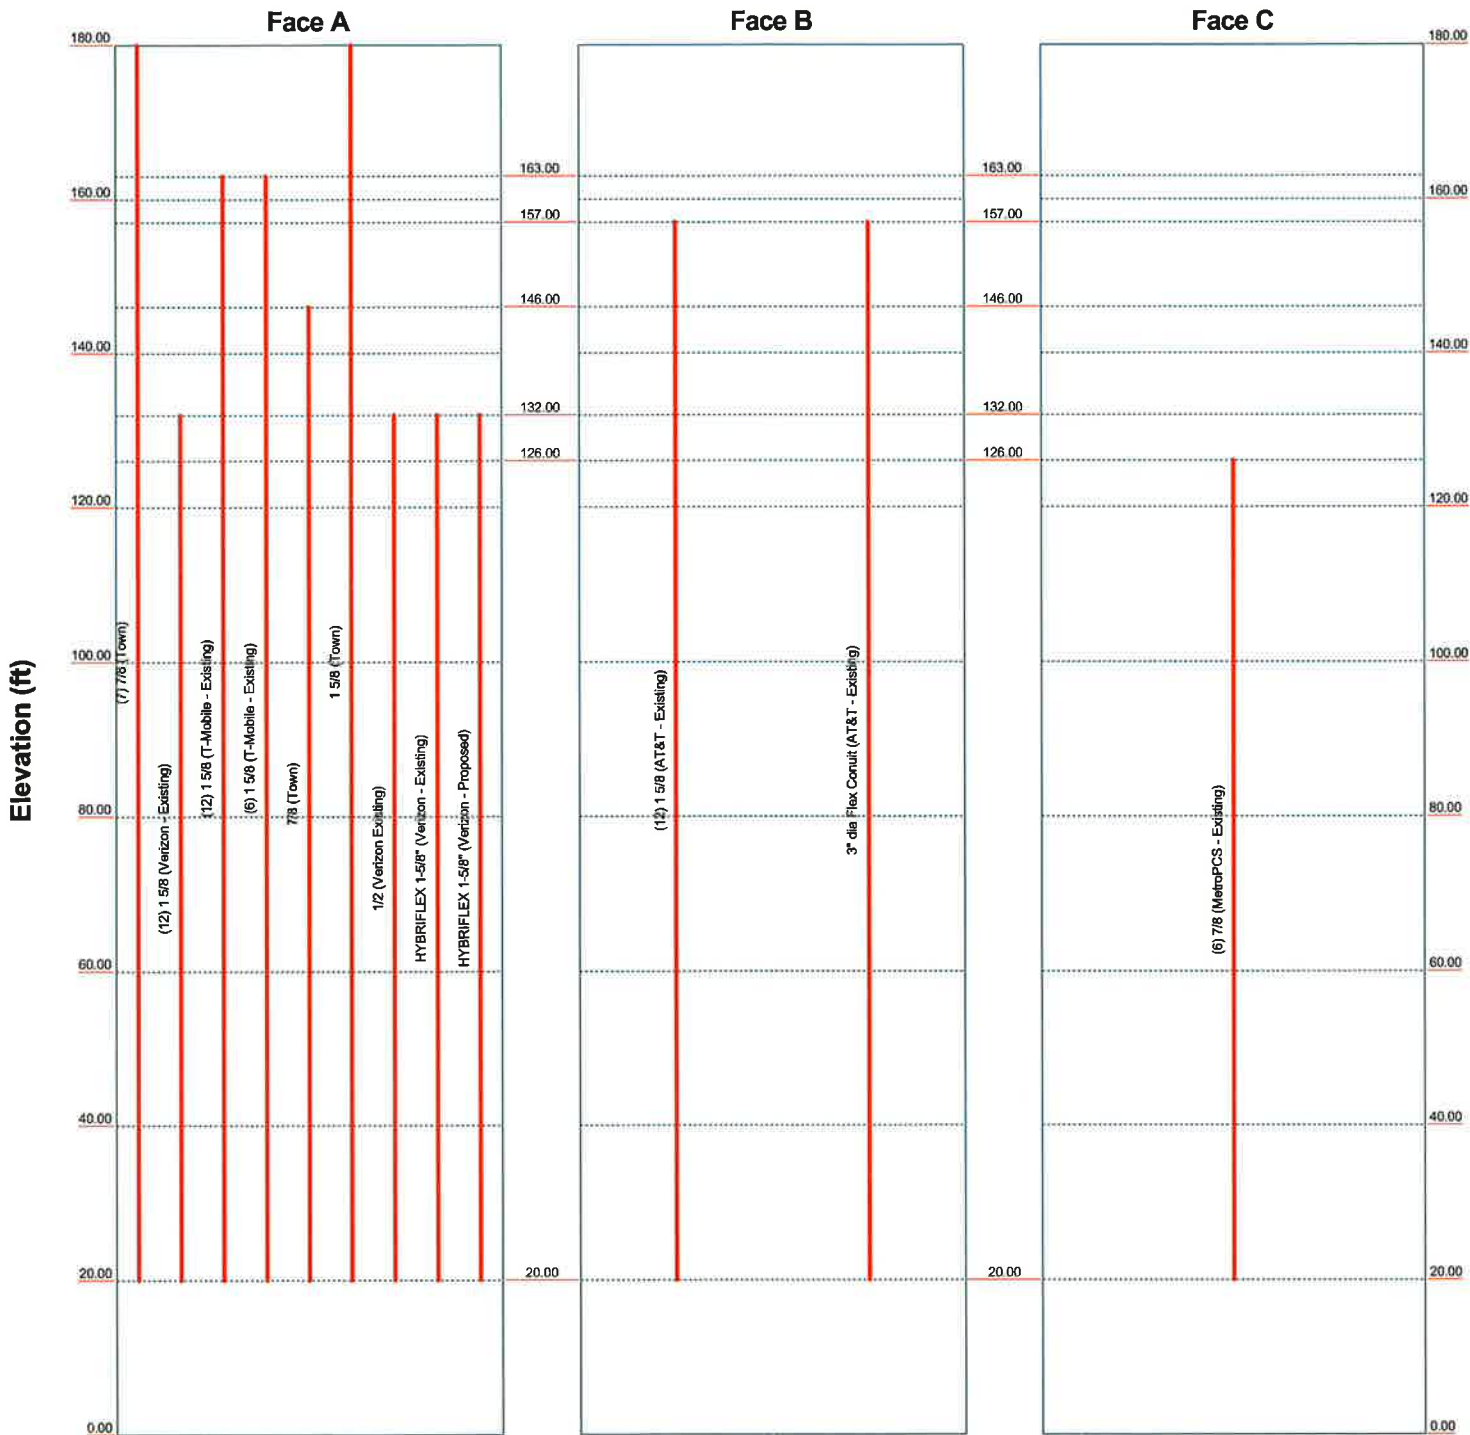 Face A
Face B
Face C
Elevation (ft)
180.00
160.00
140.00
120.00
100.00
80.00
60.00
40.00
20.00
0.00
(7) 7/8 (Town)
(12) 1 5/8 (Verizon - Existing)
(12) 1 5/8 (T-Mobile - Existing)
(6) 1 5/8 (T-Mobile - Existing)
7/8 (Town)
1 5/8 (Town)
1/2 (Verizon Existing)
HYBRIFLEX 1-5/8" (Verizon - Existing)
HYBRIFLEX 1-5/8" (Verizon - Proposed)
163.00
157.00
146.00
132.00
126.00
20.00
(12) 1 5/8 (AT&T - Existing)
3" dia Flex Conuit (AT&T - Existing)
163.00
157.00
146.00
132.00
126.00
20.00
(6) 7/8 (MetroPCS - Existing)
180.00
160.00
140.00
120.00
100.00
80.00
60.00
40.00
20.00
0.00